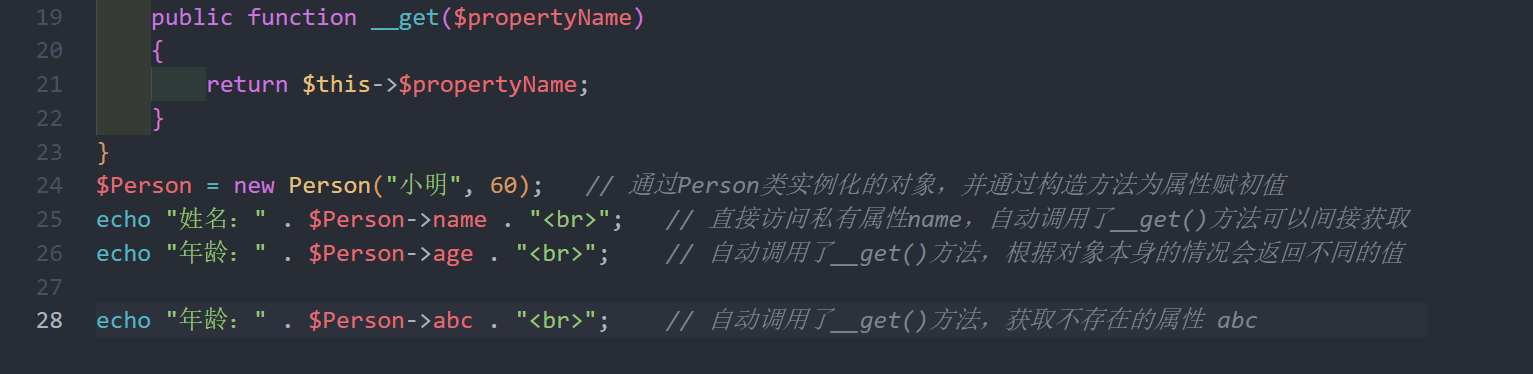 19 public function __get($propertyName)
20 {
21 return $this->$propertyName;
22 }
23 }
24 $Person = new Person("小明", 60); // 通过Person类实例化的对象，并通过构造方法为属性赋初值
25 echo "姓名：" . $Person->name . "<br>"; // 直接访问私有属性name，自动调用了__get()方法可以间接获取
26 echo "年龄：" . $Person->age . "<br>"; // 自动调用了__get()方法，根据对象本身的情况会返回不同的值
27
28 echo "年龄：" . $Person->abc . "<br>"; // 自动调用了__get()方法，获取不存在的属性 abc